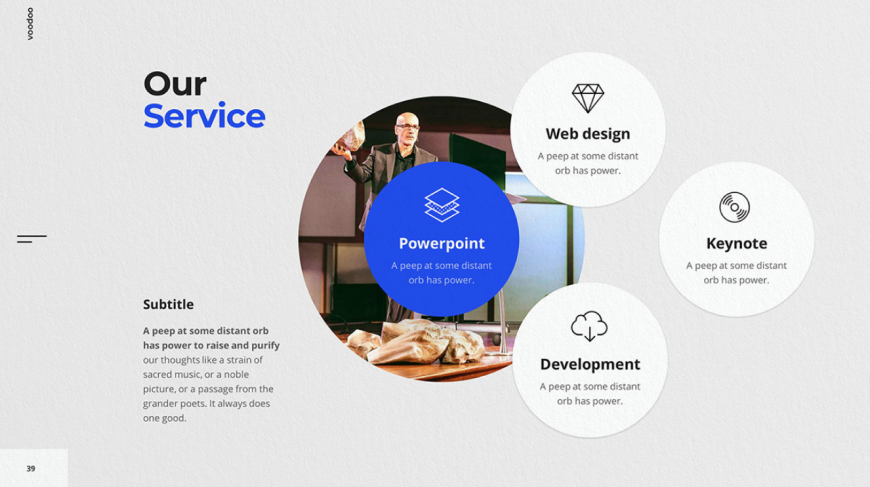 voodoo
Our
Service
Subtitle
A peep at some distant orb
has power to raise and purify
our thoughts like a strain of
sacred music, or a noble
picture, or a passage from the
grander poets. It always does
one good.
Powerpoint
A peep at some distant
orb has power.
Web design
A peep at some distant
orb has power.
Keynote
A peep at some distant
orb has power.
Development
A peep at some distant
orb has power.
39